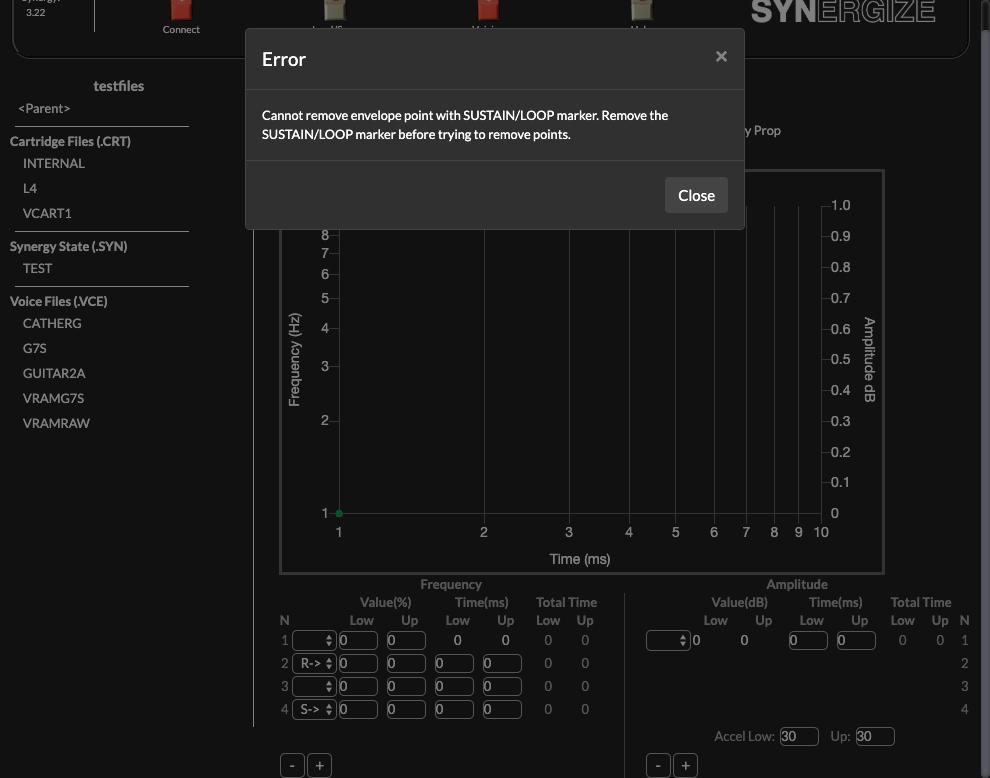 3.22
SYNERGIZE
Connect
Error
×
testfiles
<Parent>
Cannot remove envelope point with SUSTAIN/LOOP marker. Remove the
SUSTAIN/LOOP marker before trying to remove points.
y Prop
Cartridge Files (.CRT)
INTERNAL
L4
VCART1
Close
Synergy State (.SYN)
TEST
Voice Files (.VCE)
CATHERG
G7S
GUITAR2A
VRAMG7S
VRAMRAW
8
7
6
5
4
3
2
1
Frequency (Hz)
1.0
0.9
0.8
0.7
0.6
0.5
0.4
0.3
0.2
0.1
0
Amplitude dB
1 2 3 4 5 6 7 8 9 10
Time (ms)
Frequency Amplitude
Value(%) Time(ms) Total Time Value(dB) Time(ms) Total Time
N Low Up Low Up Low Up Low Up Low Up Low Up N
1 0 0 0 0 0 0 0 0 0 0 0 0 1
2 R-> 0 0 0 0 0 0 2
3 0 0 0 0 0 0 3
4 S-> 0 0 0 0 0 0 4
Accel Low: 30 Up: 30
- + - +